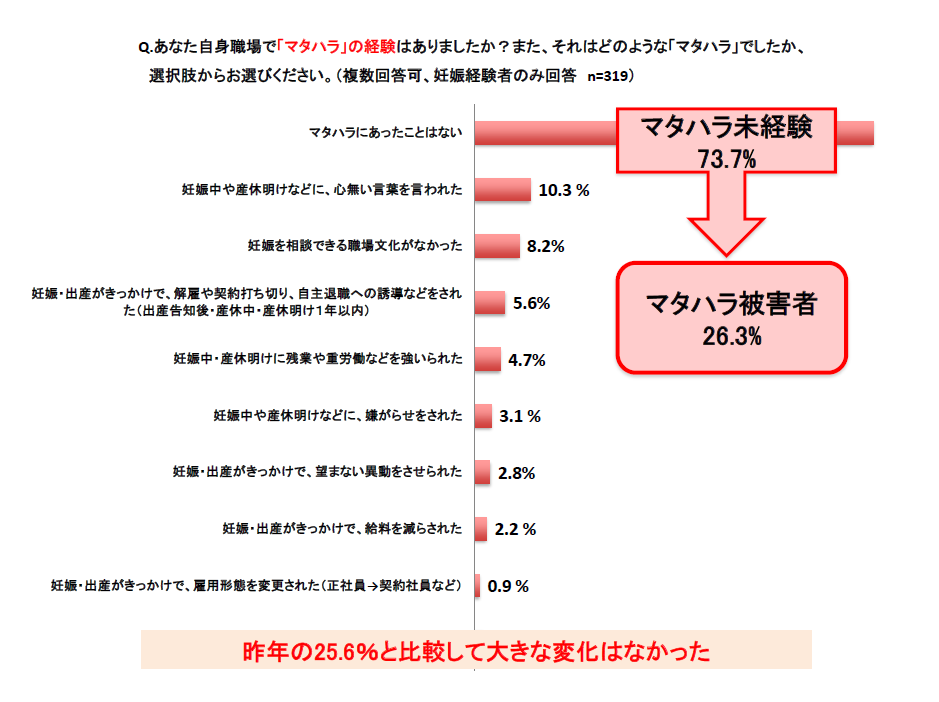 Q.あなた自身職場で「マタハラ」の経験はありましたか？また、それはどのような「マタハラ」でしたか、
選択肢からお選びください。（複数回答可、妊娠経験者のみ回答　n=319）
マタハラにあったことはない
マタハラ未経験
73.7%
妊娠中や産休明けなどに、心無い言葉を言われた
10.3 %
妊娠を相談できる職場文化がなかった
8.2%
妊娠・出産がきっかけで、解雇や契約打ち切り、自主退職への誘導などをされ
た（出産告知後・産休中・産休明け１年以内）
5.6%
マタハラ被害者
26.3%
妊娠中・産休明けに残業や重労働などを強いられた
4.7%
妊娠中や産休明けなどに、嫌がらせをされた
3.1 %
妊娠・出産がきっかけで、望まない異動をさせられた
2.8%
妊娠・出産がきっかけで、給料を減らされた
2.2 %
妊娠・出産がきっかけで、雇用形態を変更された（正社員→契約社員など）
0.9 %
昨年の25.6％と比較して大きな変化はなかった